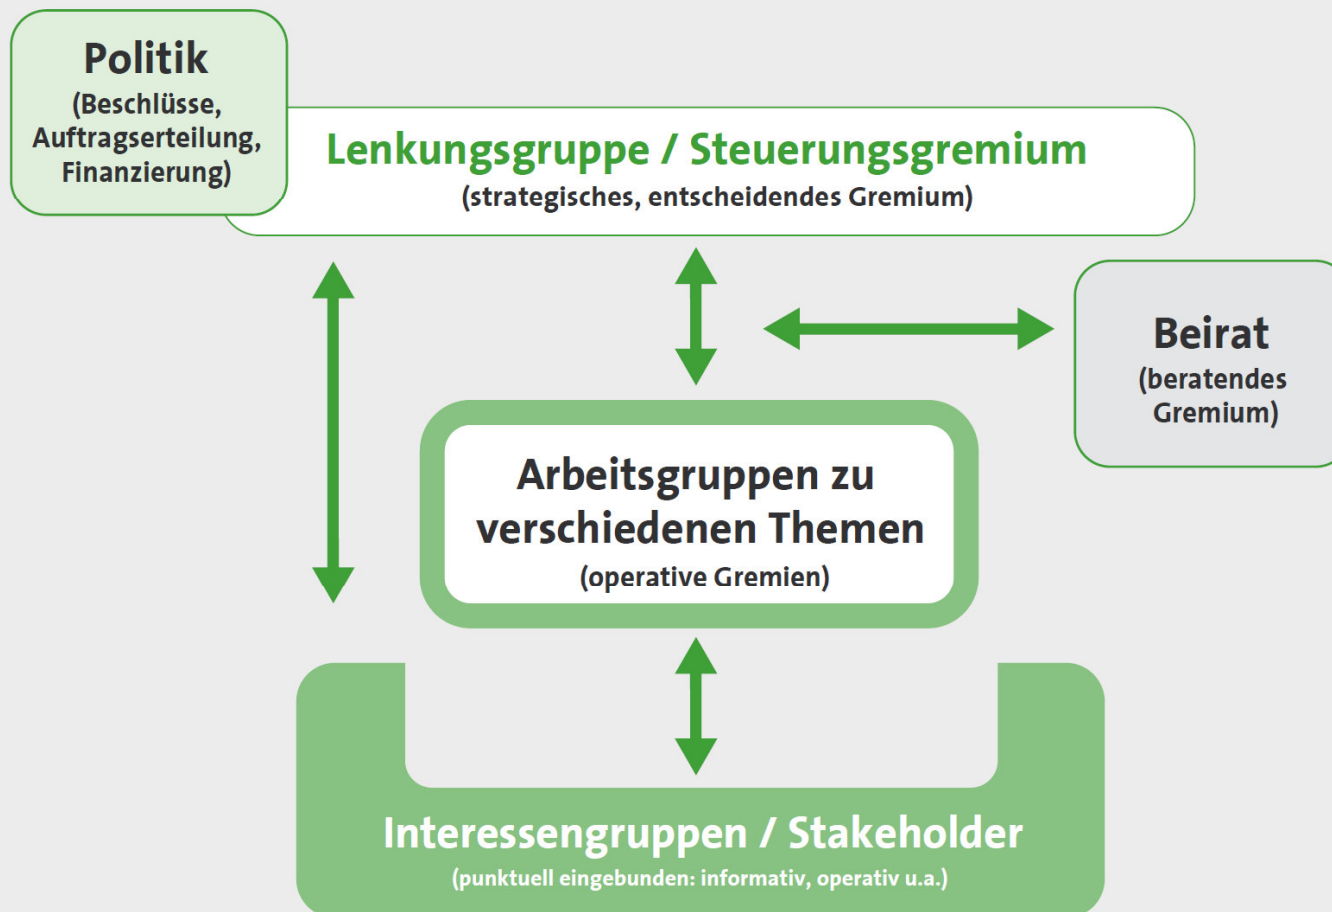 Politik
(Beschlüsse,
Auftragserteilung,
Finanzierung)
Lenkungsgruppe / Steuerungsgremium
(strategisches, entscheidendes Gremium)
Beirat
(beratendes
Gremium)
Arbeitsgruppen zu
verschiedenen Themen
(operative Gremien)
Interessengruppen / Stakeholder
(punktuell eingebunden: informativ, operativ u.a.)